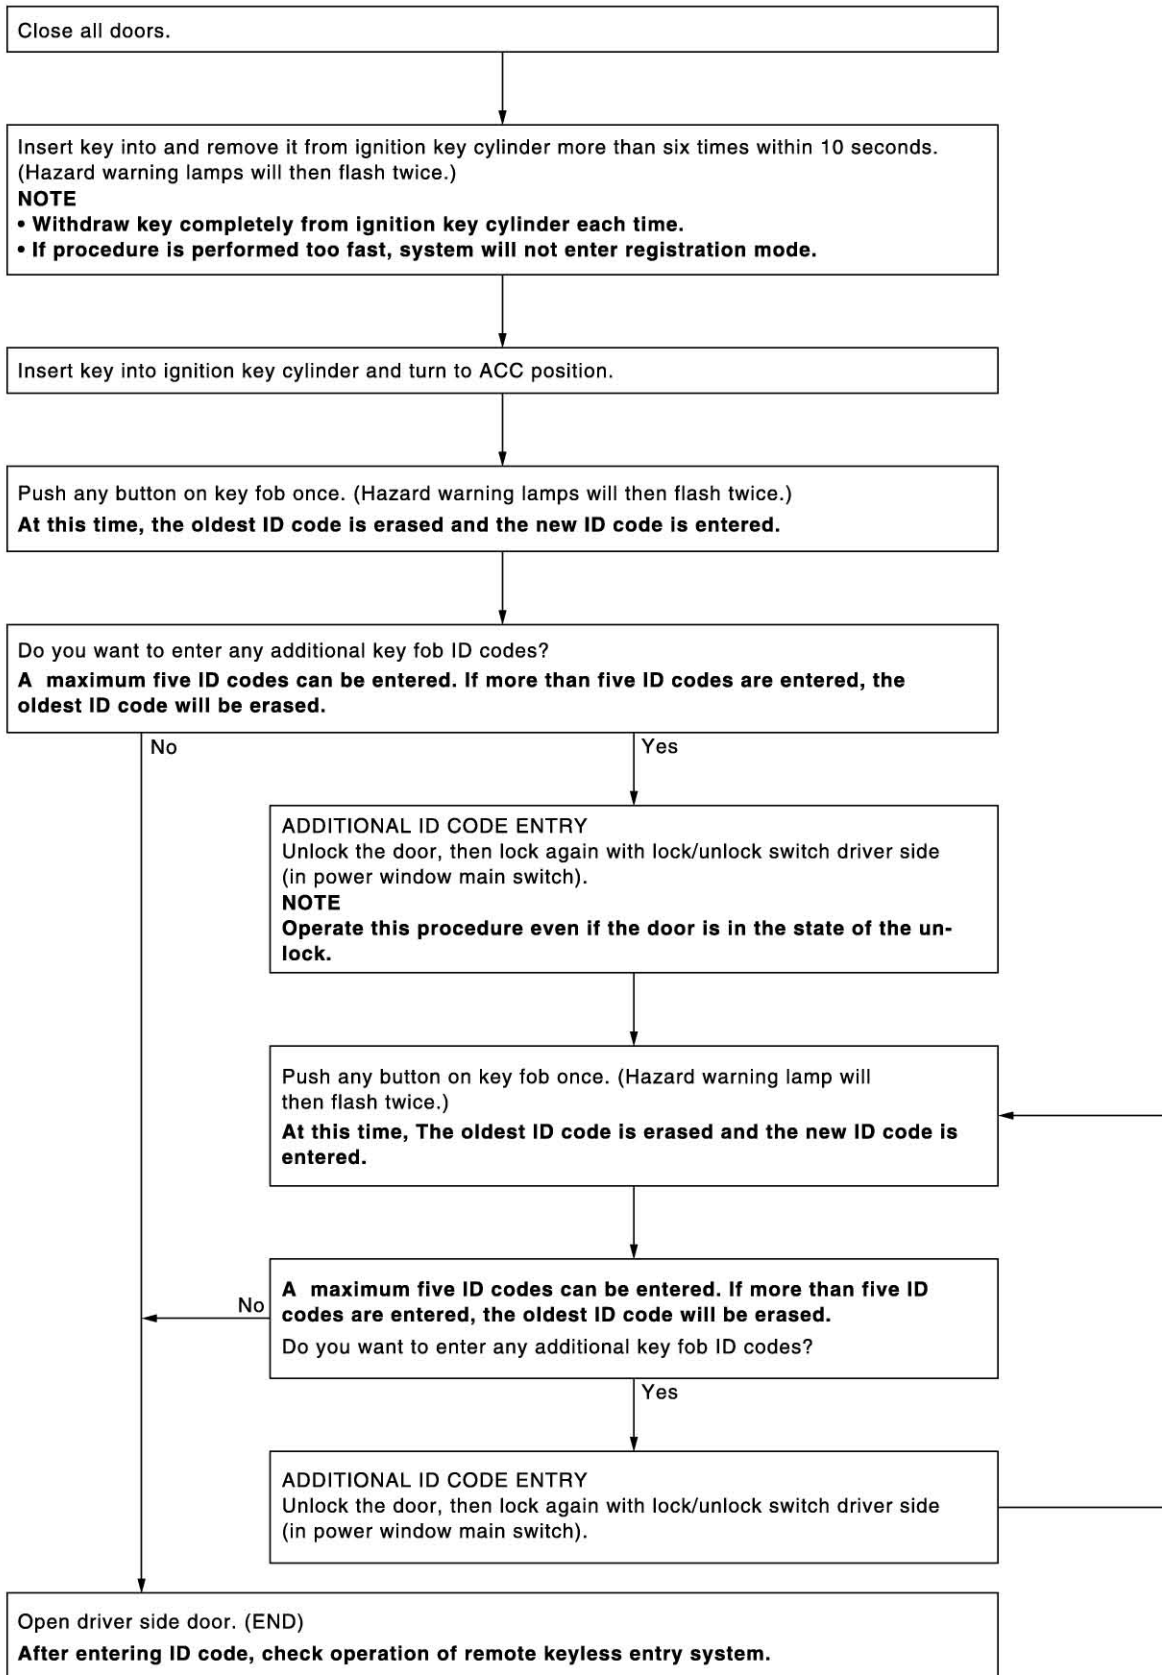 Close all doors.
Insert key into and remove it from ignition key cylinder more than six times within 10 seconds.
(Hazard warning lamps will then flash twice.)
NOTE
• Withdraw key completely from ignition key cylinder each time.
• If procedure is performed too fast, system will not enter registration mode.
Insert key into ignition key cylinder and turn to ACC position.
Push any button on key fob once. (Hazard warning lamps will then flash twice.)
At this time, the oldest ID code is erased and the new ID code is entered.
Do you want to enter any additional key fob ID codes?
A maximum five ID codes can be entered. If more than five ID codes are entered, the
oldest ID code will be erased.
No
Yes
ADDITIONAL ID CODE ENTRY
Unlock the door, then lock again with lock/unlock switch driver side
(in power window main switch).
NOTE
Operate this procedure even if the door is in the state of the un-
lock.
Push any button on key fob once. (Hazard warning lamp will
then flash twice.)
At this time, The oldest ID code is erased and the new ID code is
entered.
A maximum five ID codes can be entered. If more than five ID
codes are entered, the oldest ID code will be erased.
Do you want to enter any additional key fob ID codes?
No
Yes
ADDITIONAL ID CODE ENTRY
Unlock the door, then lock again with lock/unlock switch driver side
(in power window main switch).
Open driver side door. (END)
After entering ID code, check operation of remote keyless entry system.